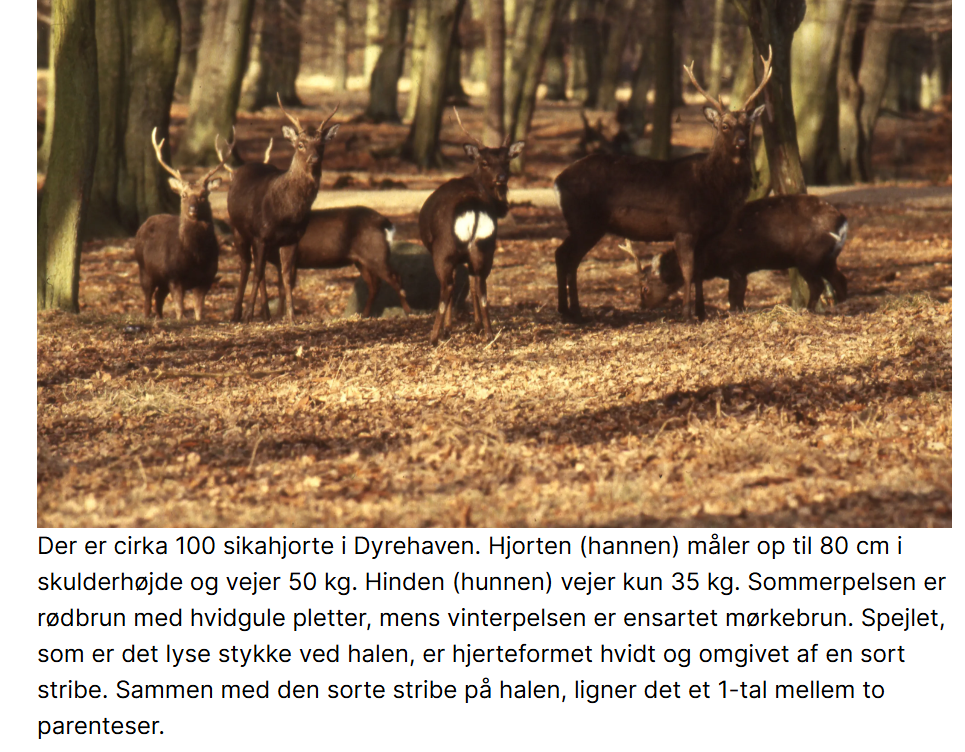 Der er cirka 100 sikahjorte i Dyrehaven. Hjorten (hannen) måler op til 80 cm i
skulderhøjde og vejer 50 kg. Hinden (hunnen) vejer kun 35 kg. Sommerpelsen er
rødbrun med hvidgule pletter, mens vinterpelsen er ensartet mørkebrun. Spejlet,
som er det lyse stykke ved halen, er hjerteformet hvidt og omgivet af en sort
stribe. Sammen med den sorte stribe på halen, ligner det et 1-tal mellem to
parenteser.